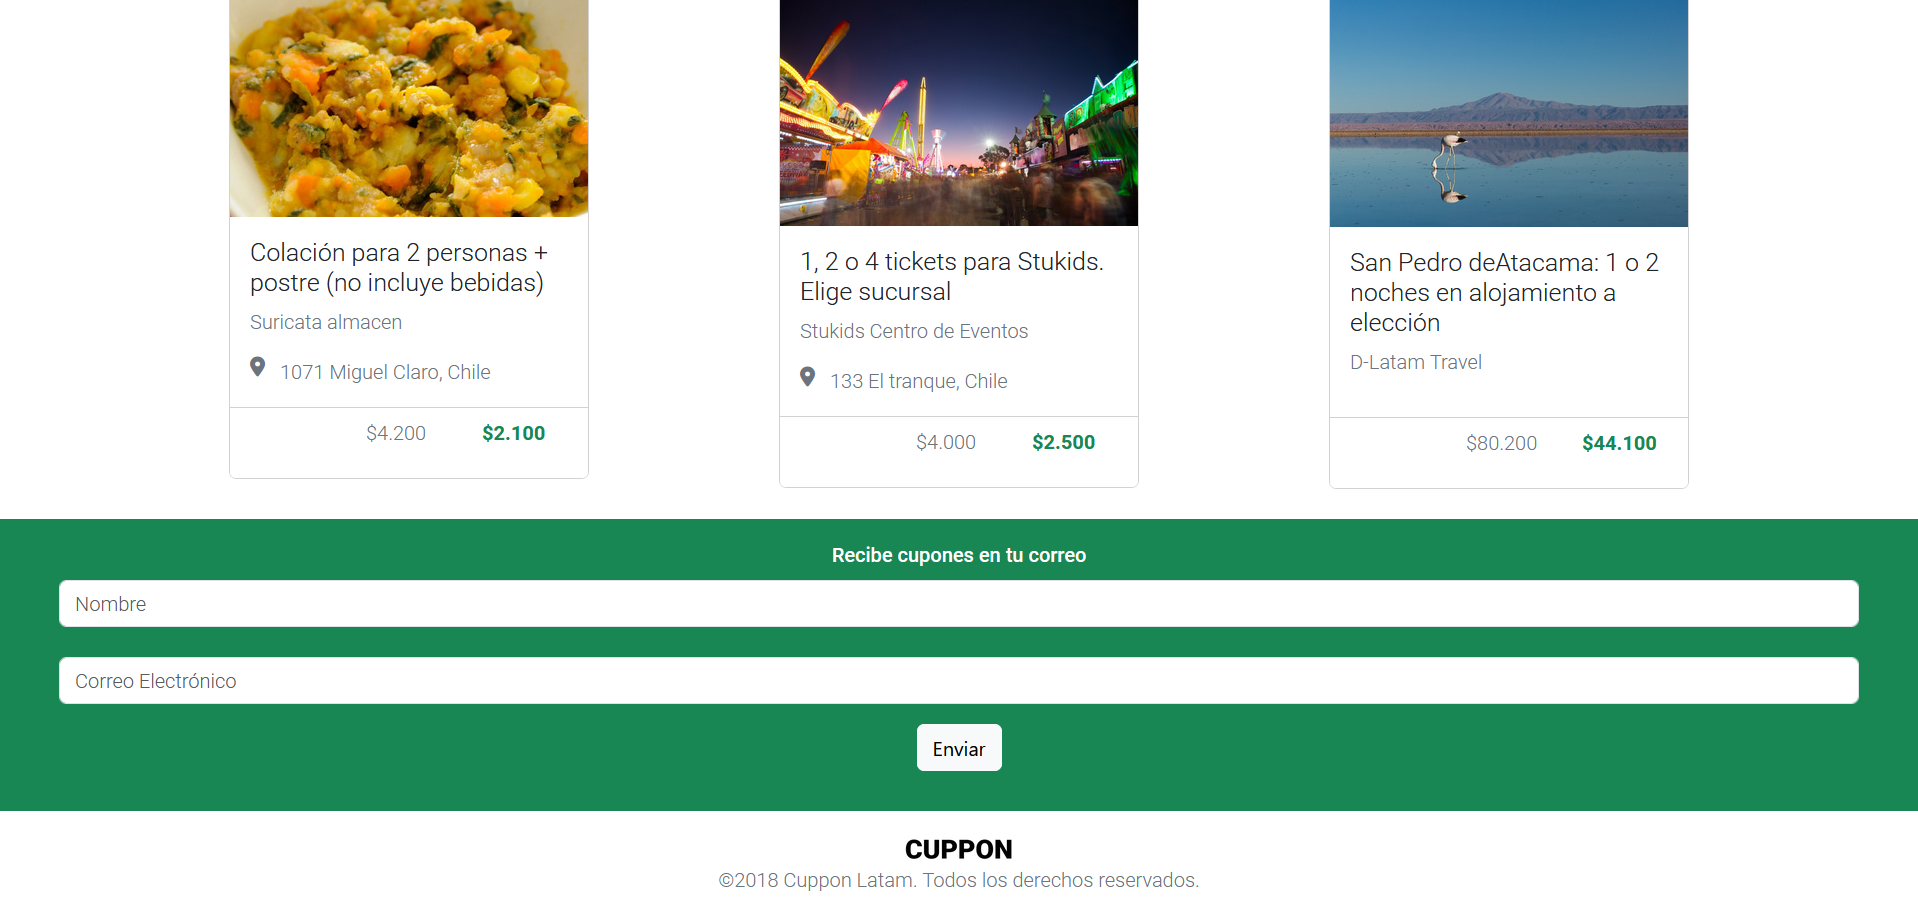 Colación para 2 personas +
postre (no incluye bebidas)
Suricata almacen
1071 Miguel Claro, Chile
$4.200 $2.100
1, 2 o 4 tickets para Stukids.
Elige sucursal
Stukids Centro de Eventos
133 El tranque, Chile
$4.000 $2.500
San Pedro deAtacama: 1 o 2
noches en alojamiento a
elección
D-Latam Travel
$80.200 $44.100
Recibe cupones en tu correo
Nombre
Correo Electrónico
Enviar
CUPPON
©2018 Cuppon Latam. Todos los derechos reservados.